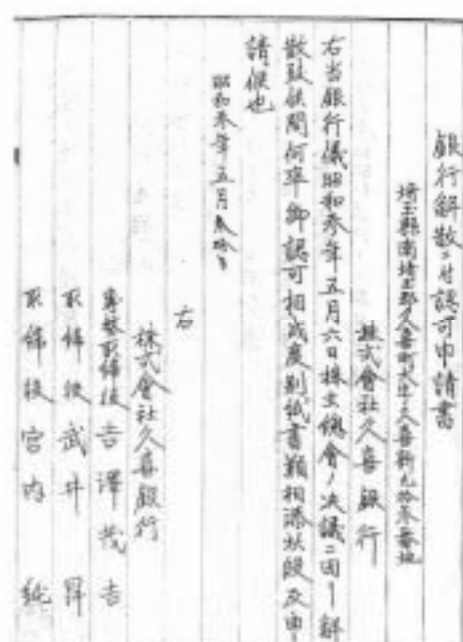 銀行解散ニ付認可申請書
埼玉縣南埼玉郡久喜町大字久喜新九拾参番地
株式會社久喜銀行
右当銀行儀昭和参年五月六日株主總會ノ决議ニ因リ解
散致候間何卒御認可相成度別紙書類相添状段及申
請候也
昭和参年五月
右
株式會社久喜銀行
専務取締役吉澤茂吉
取締役武井昇
取締役宮内純